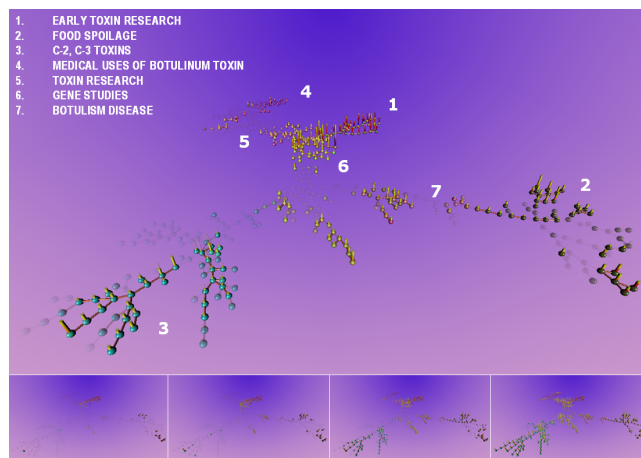 1. EARLY TOXIN RESEARCH
2. FOOD SPOILAGE
3. C-2, C-3 TOXINS
4. MEDICAL USES OF BOTULINUM TOXIN
5. TOXIN RESEARCH
6. GENE STUDIES
7. BOTULISM DISEASE
4
1
5
6
7
2
3